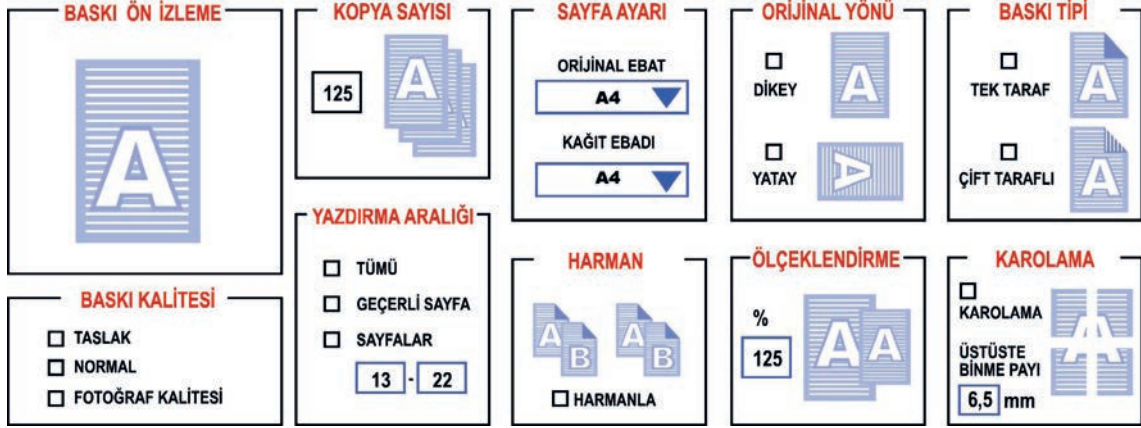 BASKI ÖN İZLEME
A
KOPYA SAYISI
125
A
SAYFA AYARI
ORİJİNAL EBAT
A4
KAĞIT EBADI
A4
ORİJİNAL YÖNÜ
DİKEY
A
YATAY
A
BASKI TİPİ
TEK TARAF
A
ÇİFT TARAFLI
A
BASKI KALİTESİ
TASLAK
NORMAL
FOTOĞRAF KALİTESİ
YAZDIRMA ARALIĞI
TÜMÜ
GEÇERLİ SAYFA
SAYFALAR
13 - 22
HARMAN
A B A B
HARMANLA
ÖLÇEKLENDİRME
%
125
A A
KAROLAMA
KAROLAMA
A
ÜSTÜSTE
BİNME PAYI
6,5 mm